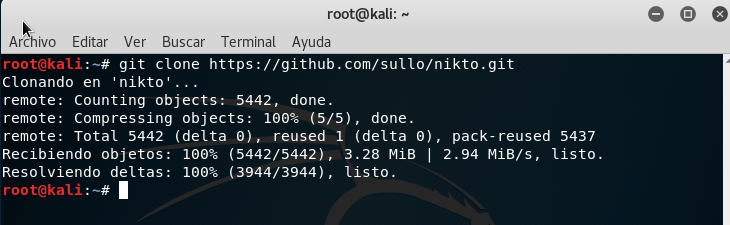 root@kali: ~
Archivo Editar Ver Buscar Terminal Ayuda
root@kali:~# git clone https://github.com/sullo/nikto.git
Clonando en 'nikto'...
remote: Counting objects: 5442, done.
remote: Compressing objects: 100% (5/5), done.
remote: Total 5442 (delta 0), reused 1 (delta 0), pack-reused 5437
Recibiendo objetos: 100% (5442/5442), 3.28 MiB | 2.94 MiB/s, listo.
Resolviendo deltas: 100% (3944/3944), listo.
root@kali:~#